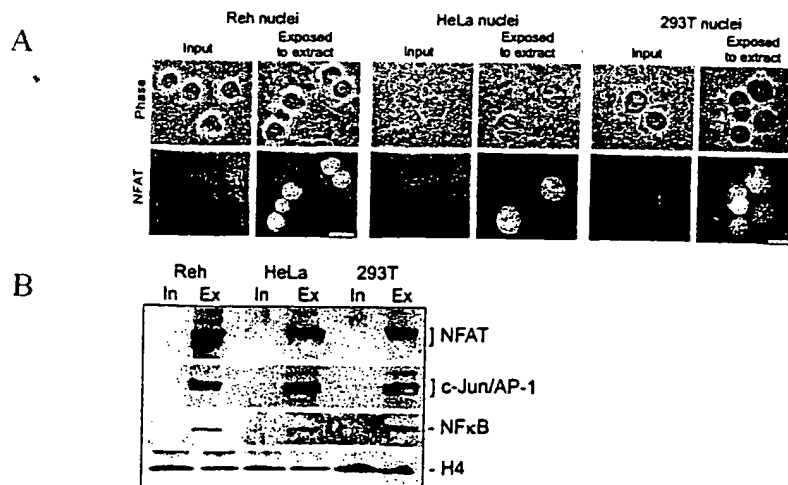 A
Reh nuclei
HeLa nuclei
293T nuclei
Input
Exposed to extract
Input
Exposed to extract
Input
Exposed to extract
Phase
NFAT
B
Reh
HeLa
293T
In Ex In Ex In Ex
] NFAT
] c-Jun/AP-1
- NFκB
- H4